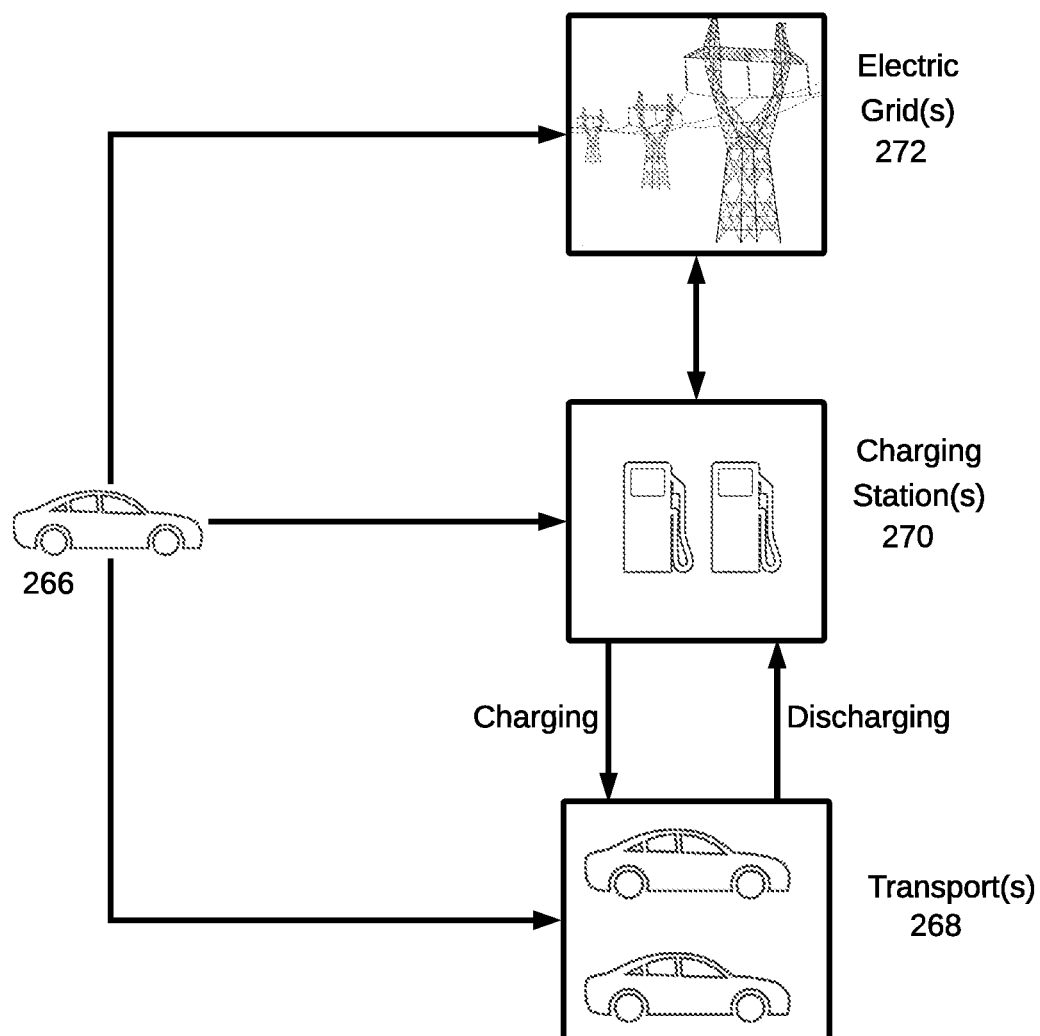 Electric
Grid(s)
272
Charging
Station(s)
270
266
Charging
Discharging
Transport(s)
268